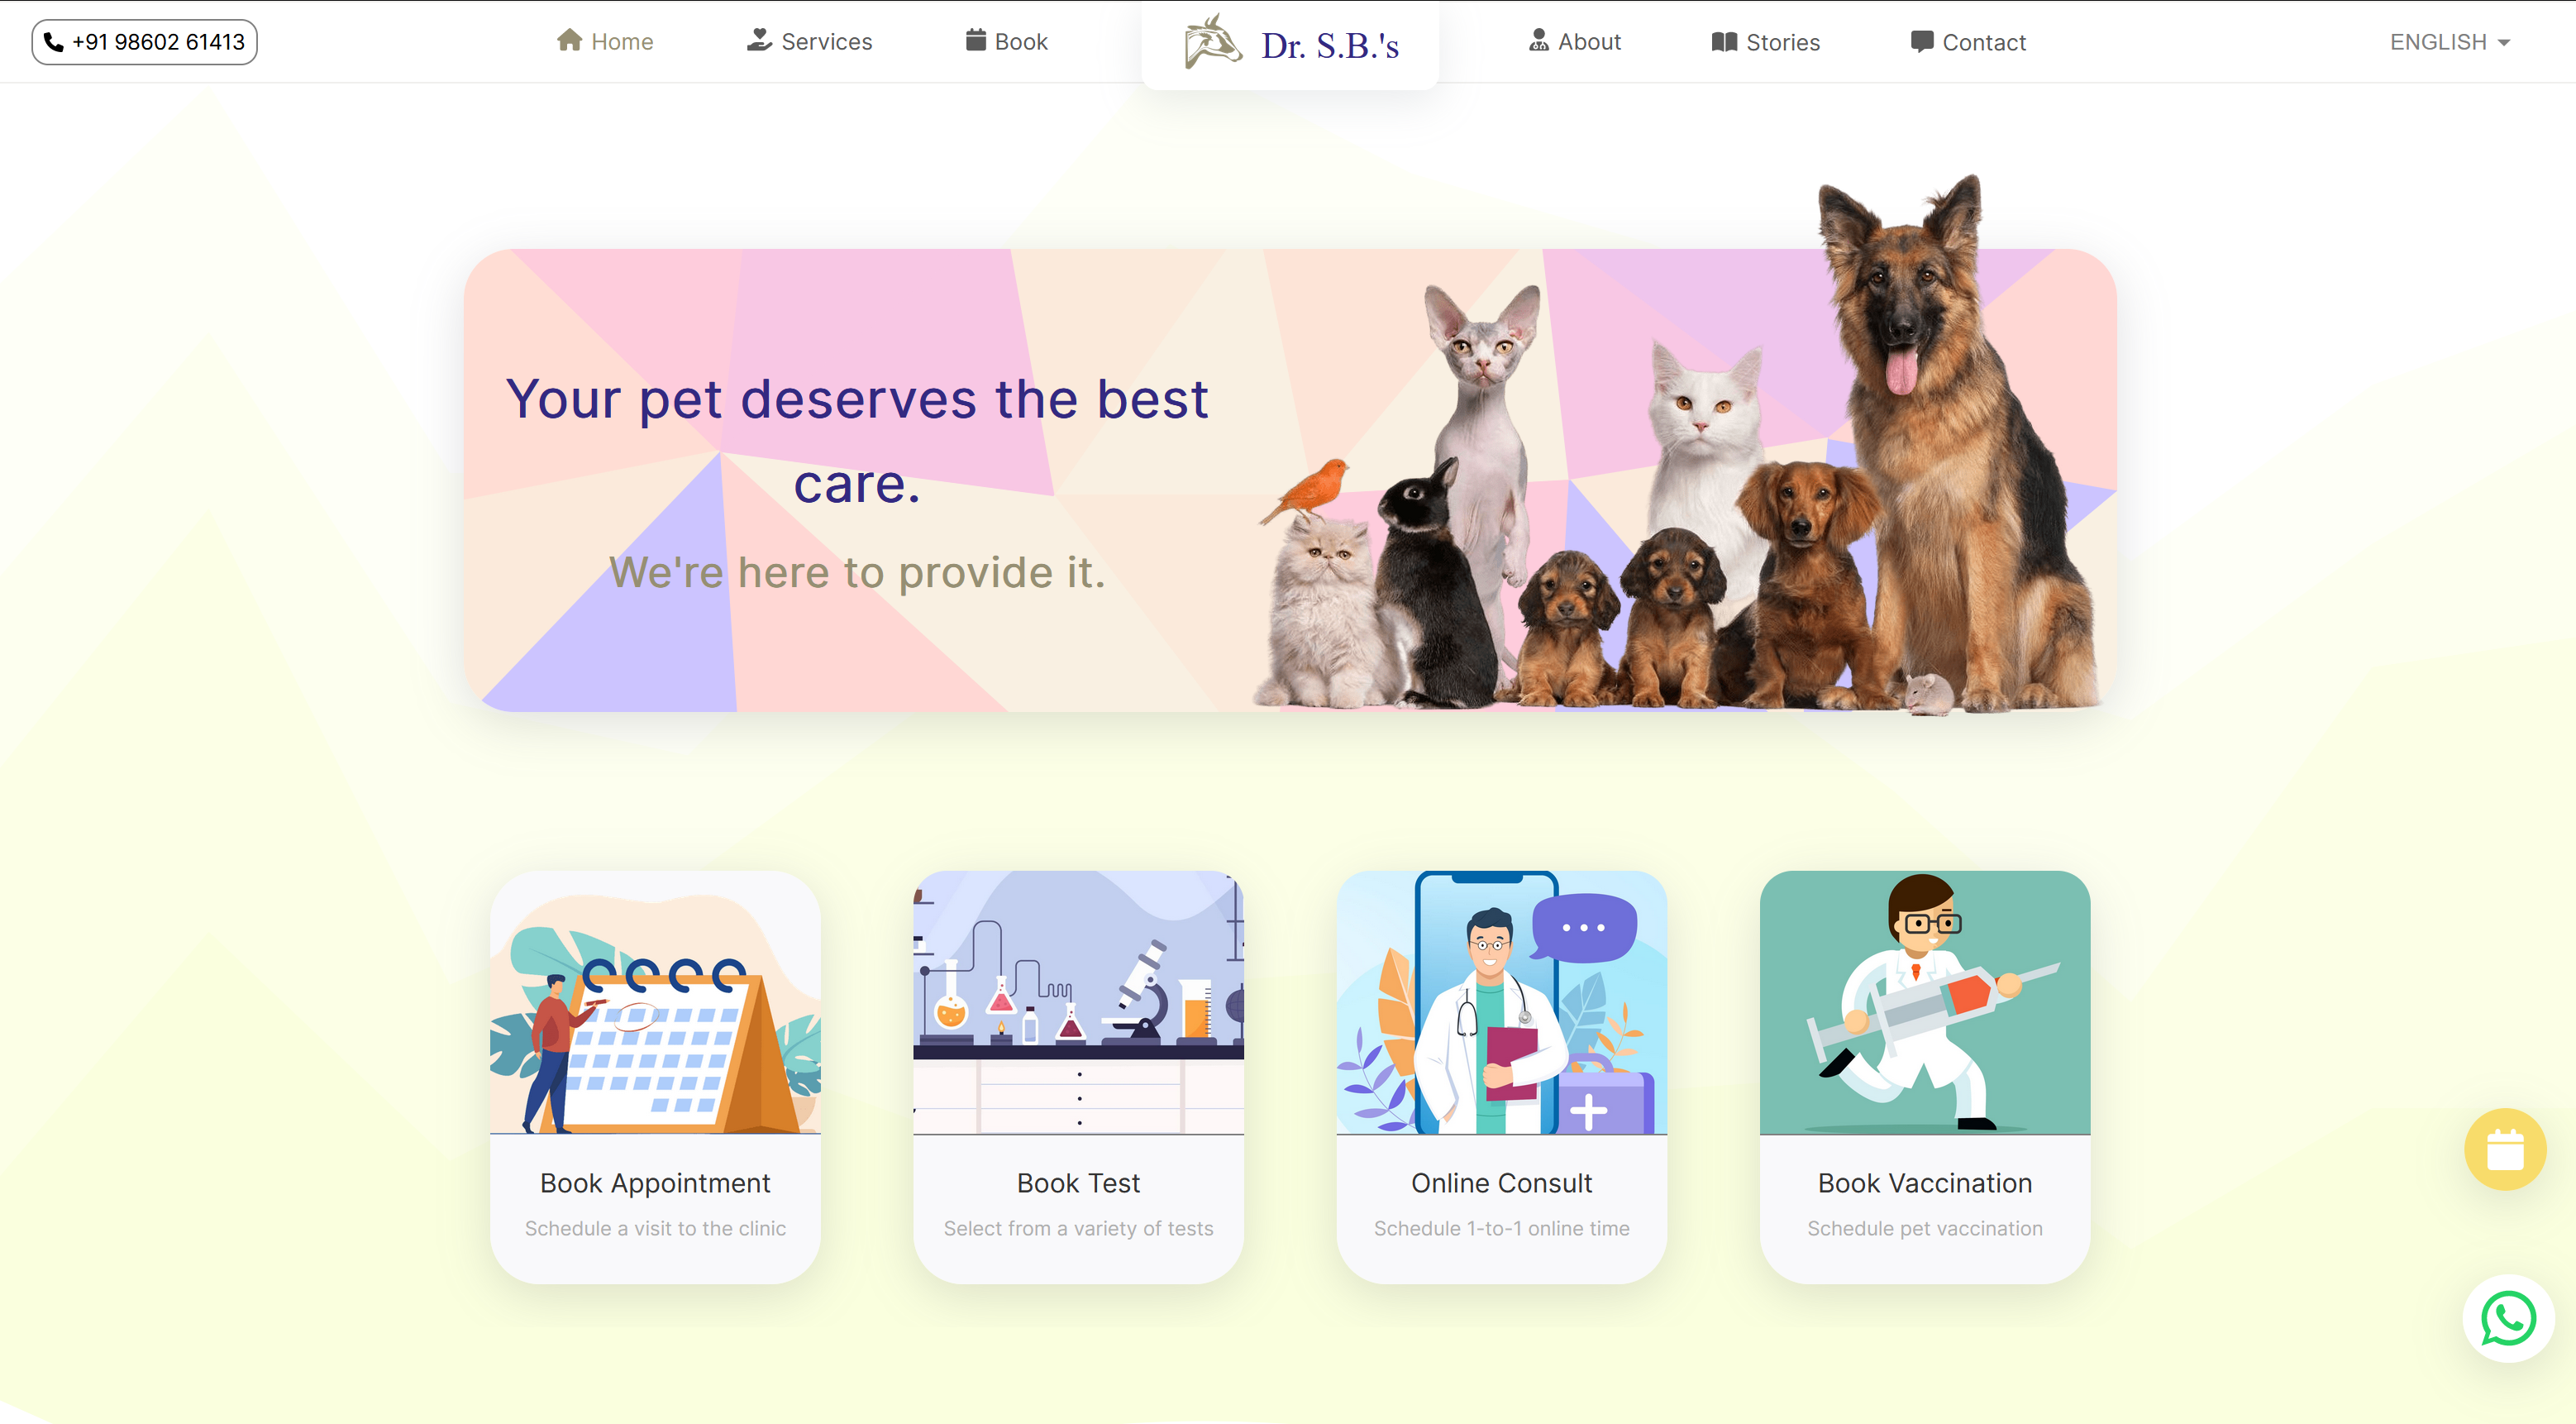 +91 98602 61413
Home
Services
Book
Dr. S.B.'s
About
Stories
Contact
ENGLISH
Your pet deserves the best
care.
We're here to provide it.
Book Appointment
Schedule a visit to the clinic
Book Test
Select from a variety of tests
Online Consult
Schedule 1-to-1 online time
Book Vaccination
Schedule pet vaccination